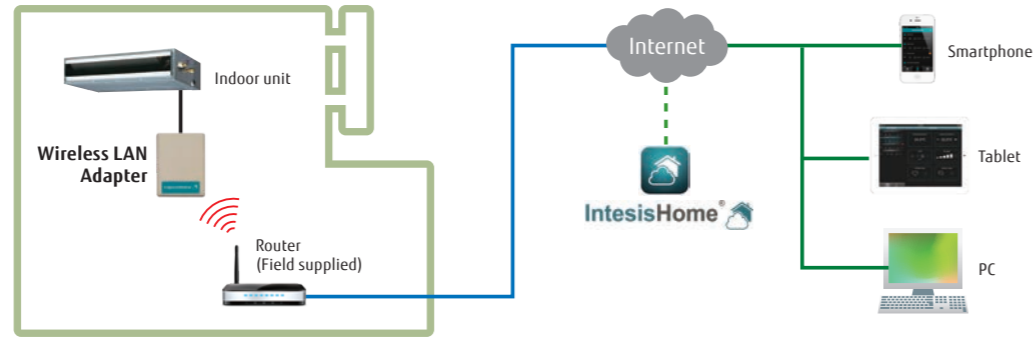 Indoor unit
Wireless LAN
Adapter
Router
(Field supplied)
Internet
IntesisHome®
Smartphone
Tablet
PC